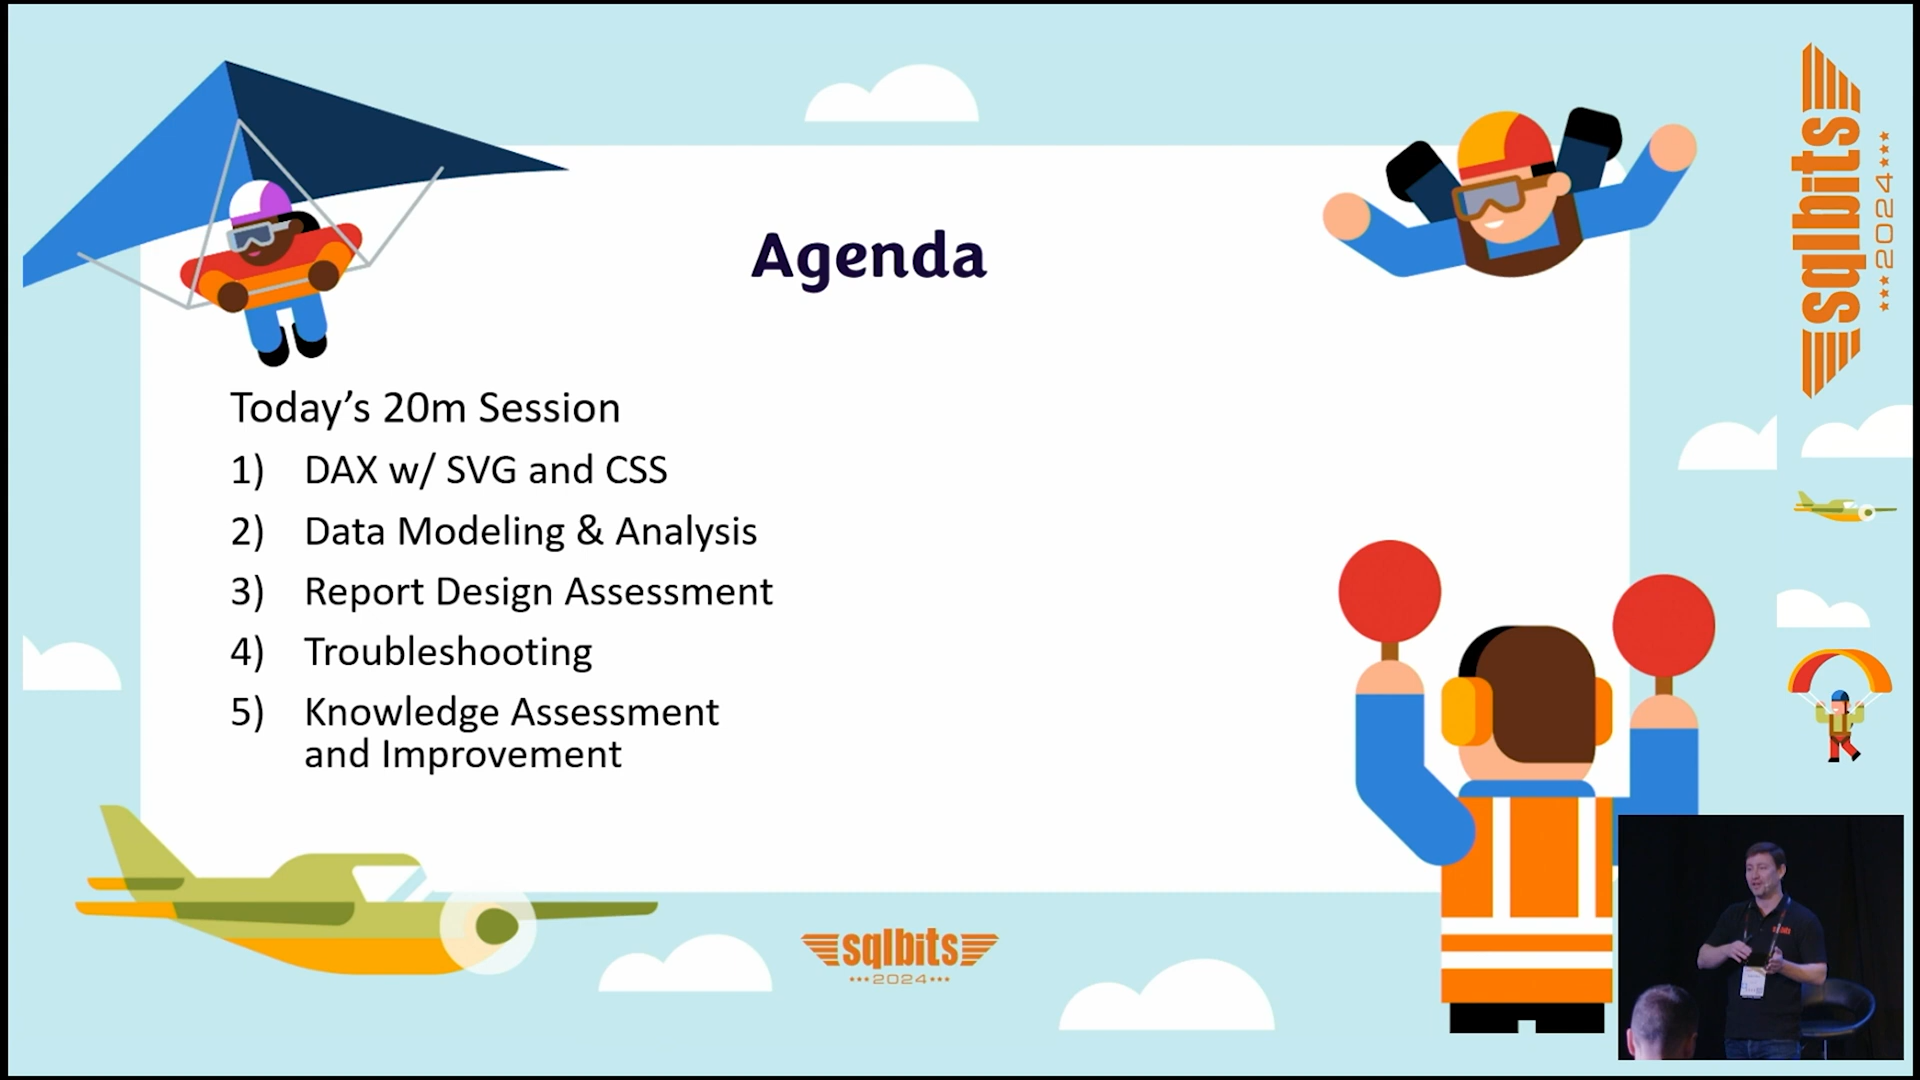 Agenda
Today's 20m Session
1) DAX w/ SVG and CSS
2) Data Modeling & Analysis
3) Report Design Assessment
4) Troubleshooting
5) Knowledge Assessment
and Improvement
sqlbits
2024
sqlbits
2024